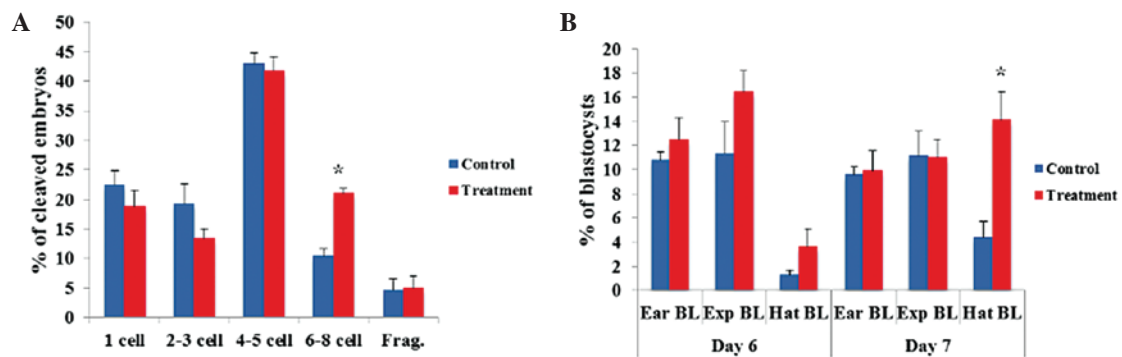 A
% of cleaved embryos
50
45
40
35
30
25
20
15
10
5
0
*
1 cell 2-3 cell 4-5 cell 6-8 cell Frag.
Control
Treatment
B
% of blastocysts
20
18
16
14
12
10
8
6
4
2
0
*
Ear BL Exp BL Hat BL Ear BL Exp BL Hat BL
Day 6 Day 7
Control
Treatment